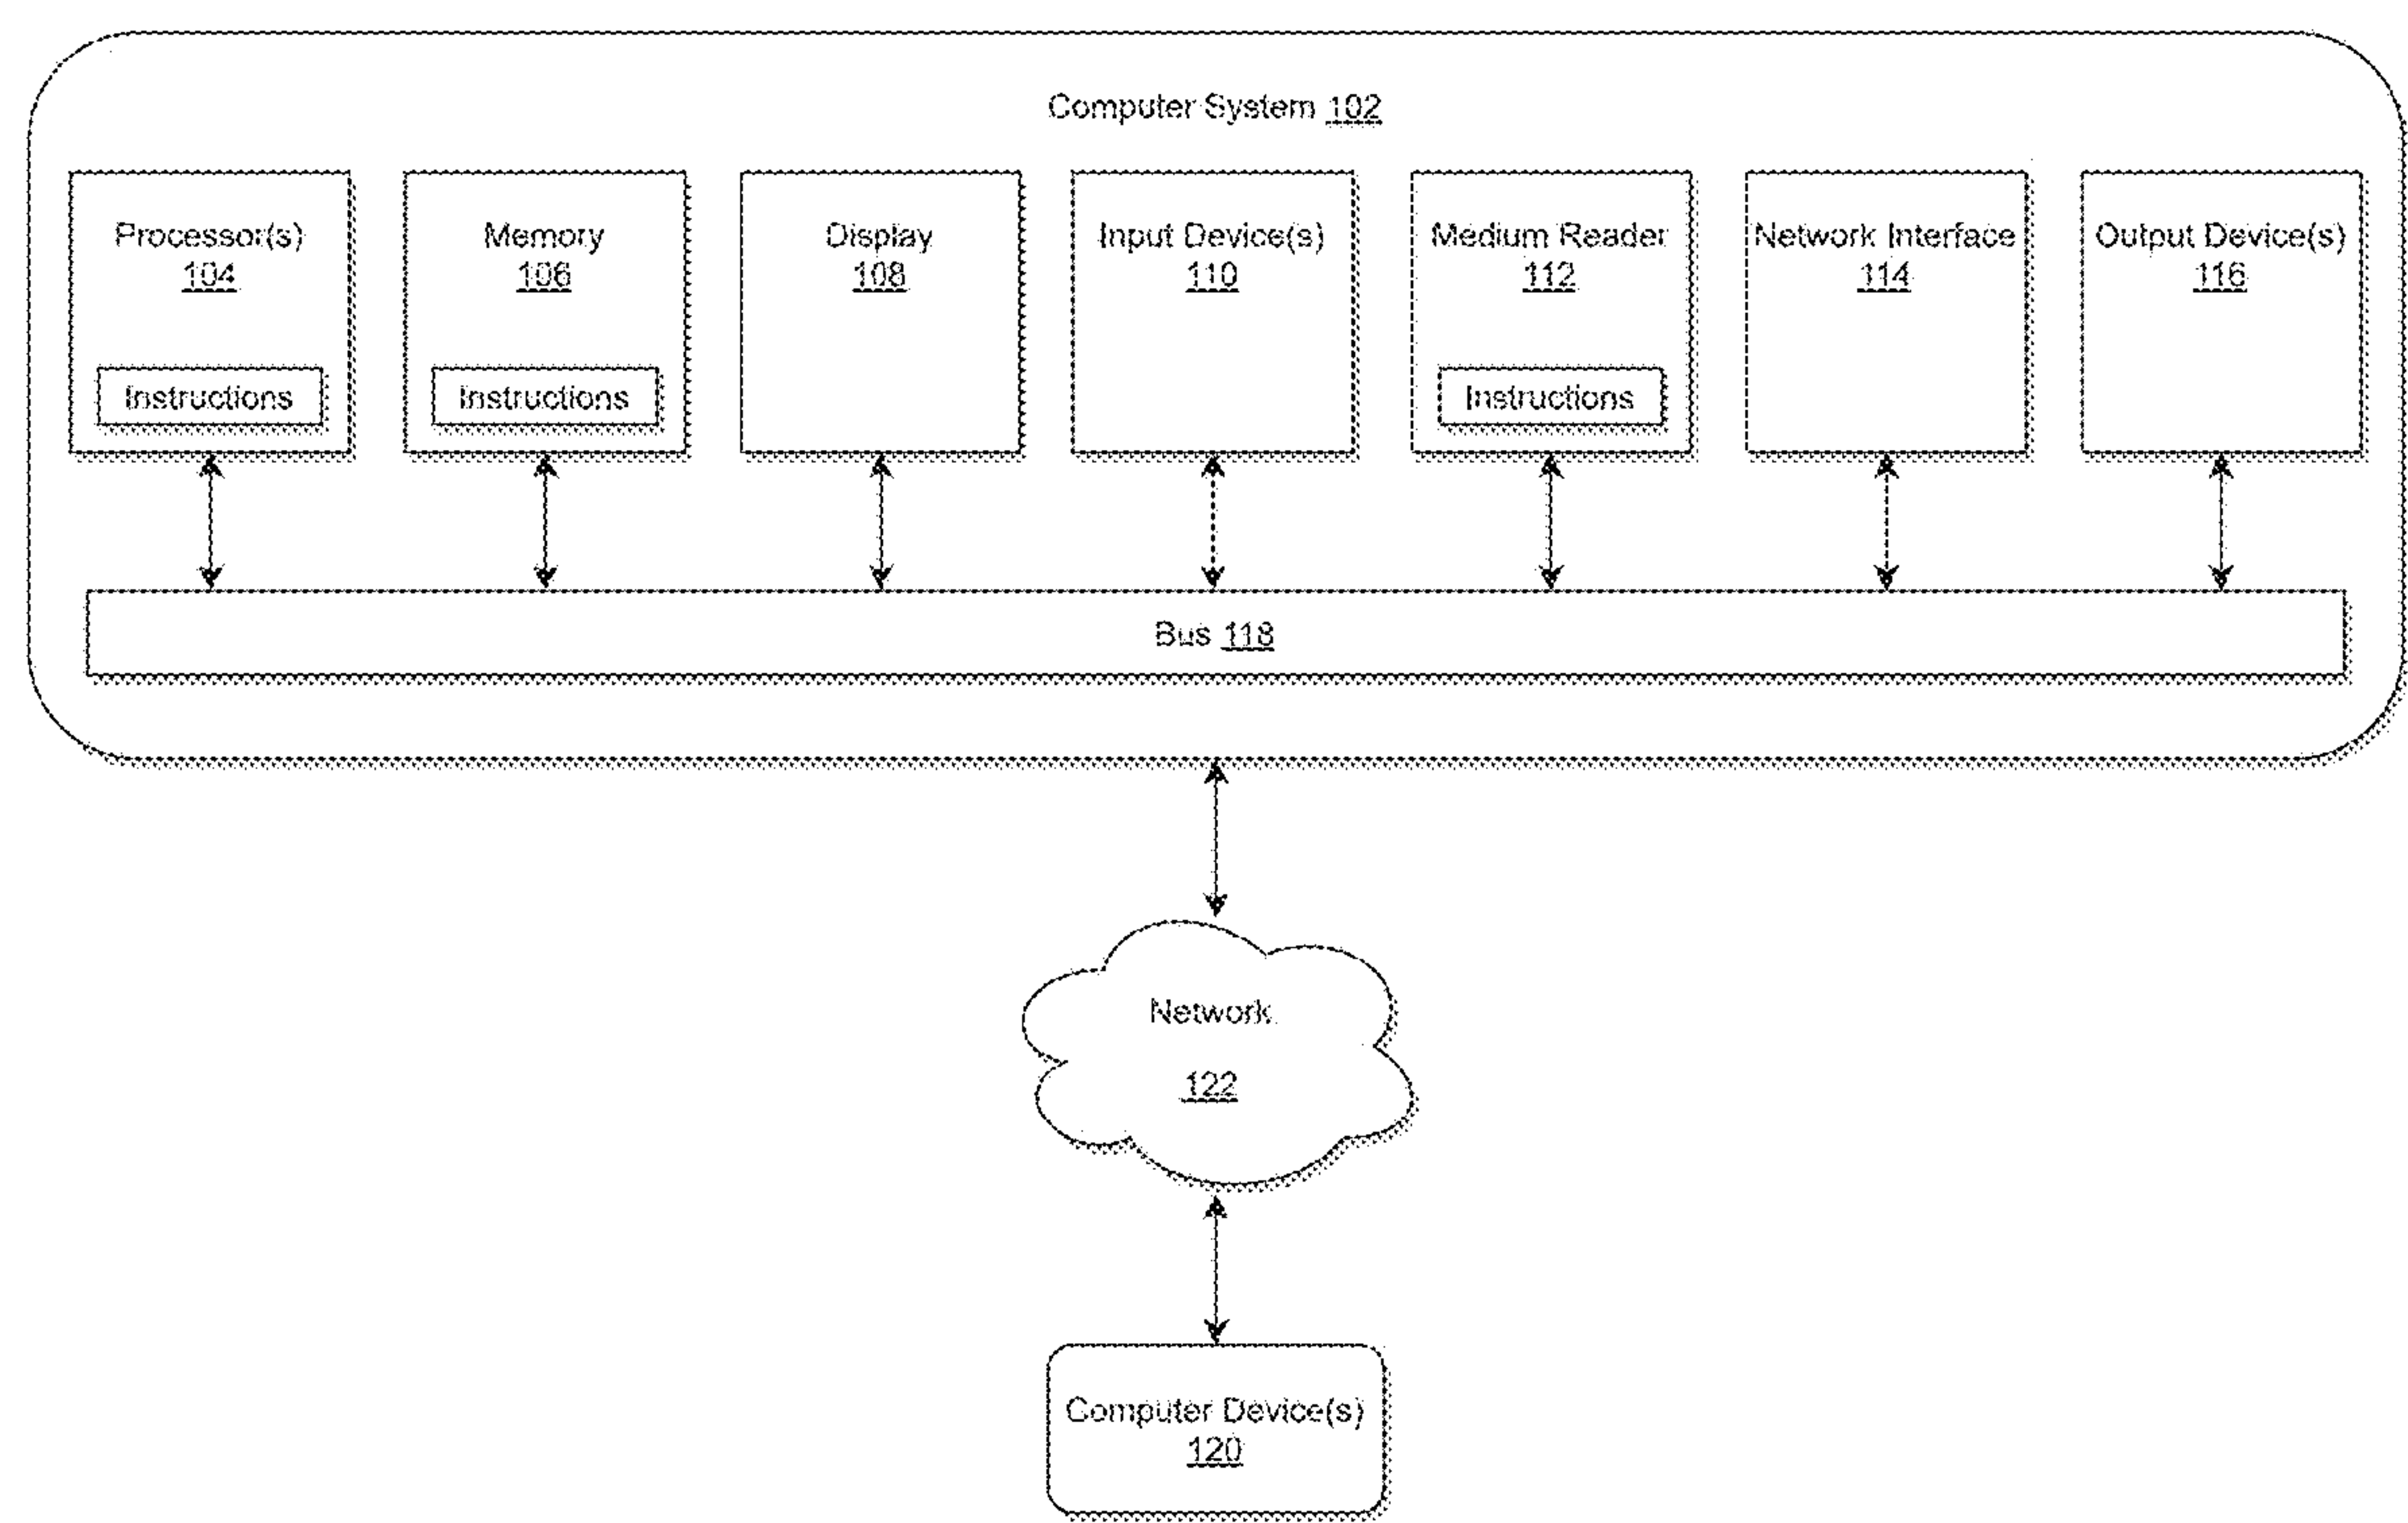 Computer System 102
Processor(s)
104
Instructions
Memory
106
Instructions
Display
108
Input Device(s)
110
Medium Reader
112
Instructions
Network Interface
114
Output Device(s)
116
Bus 118
Network
122
Computer Device(s)
120